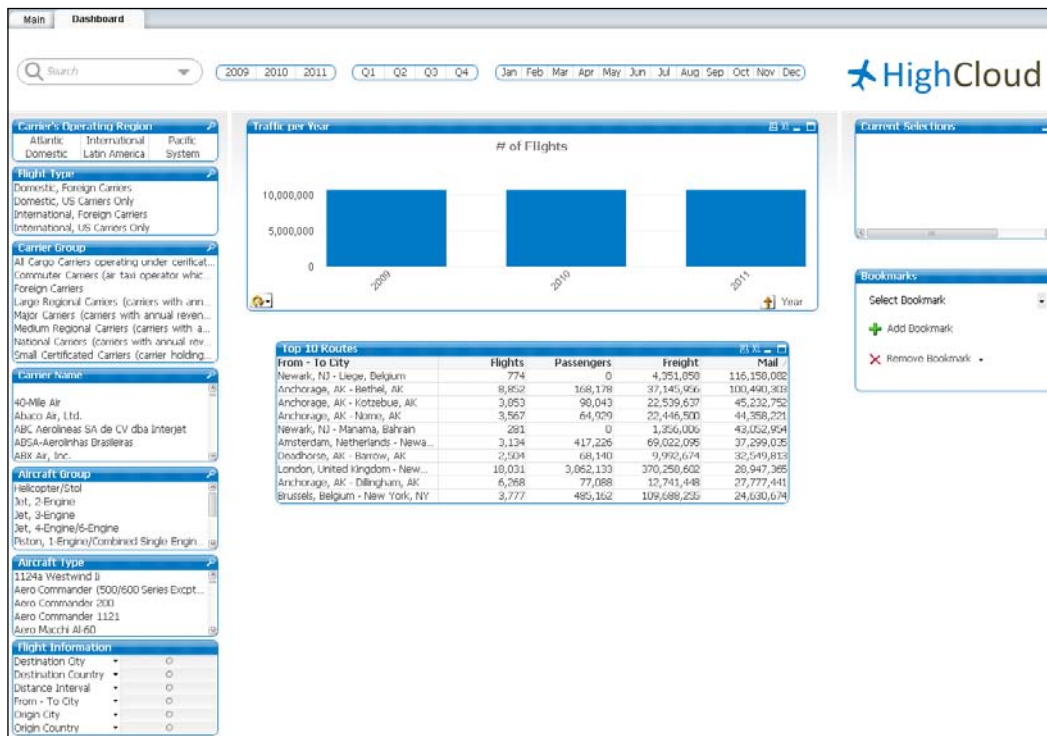 Main Dashboard
Search
2009 2010 2011
Q1 Q2 Q3 Q4
Jan Feb Mar Apr May Jun Jul Aug Sep Oct Nov Dec
HighCloud
Carrier's Operating Region
Atlantic International Pacific
Domestic Latin America System
Flight Type
Domestic, Foreign Carriers
Domestic, US Carriers Only
International, Foreign Carriers
International, US Carriers Only
Carrier Group
All Cargo Carriers operating under cerificat...
Commuter Carriers (air taxi operator whic...
Foreign Carriers
Large Regional Carriers (carriers with ann...
Major Carriers (carriers with annual reven...
Medium Regional Carriers (carriers with a...
National Carriers (carriers with annual rev...
Small Certificated Carriers (carrier holding...
Carrier Name
40-Mile Air
Abaco Air, Ltd.
ABC Aerolineas SA de CV dba Interjet
ABSA-Aerolinhas Brasileiras
ABX Air, Inc.
Aircraft Group
Helicopter/Stol
Jet, 2-Engine
Jet, 3-Engine
Jet, 4-Engine/6-Engine
Piston, 1-Engine/Combined Single Engin...
Aircraft Type
1124a Westwind Ii
Aero Commander (500/600 Series Excpt...
Aero Commander 200
Aero Commander 1121
Aero Macchi Al-60
Flight Information
Destination City
Destination Country
Distance Interval
From - To City
Origin City
Origin Country
Traffic per Year XL
# of Flights
10,000,000
5,000,000
0
2009 2010 2011
Year
Top 10 Routes XL
From - To City Flights Passengers Freight Mail
Newark, NJ - Liege, Belgium 774 0 4,351,858 116,158,082
Anchorage, AK - Bethel, AK 8,852 168,178 37,145,956 100,490,303
Anchorage, AK - Kotzebue, AK 3,853 98,043 22,539,637 45,232,752
Anchorage, AK - Nome, AK 3,567 64,929 22,446,500 44,358,221
Newark, NJ - Manama, Bahrain 281 0 1,356,006 43,052,954
Amsterdam, Netherlands - Newa... 3,134 417,226 69,022,095 37,299,035
Deadhorse, AK - Barrow, AK 2,504 68,140 9,992,674 32,549,813
London, United Kingdom - New... 18,031 3,862,133 370,258,602 28,947,365
Anchorage, AK - Dillingham, AK 6,268 77,088 12,741,448 27,777,441
Brussels, Belgium - New York, NY 3,777 485,162 109,688,255 24,630,674
Current Selections
Bookmarks
Select Bookmark
Add Bookmark
Remove Bookmark